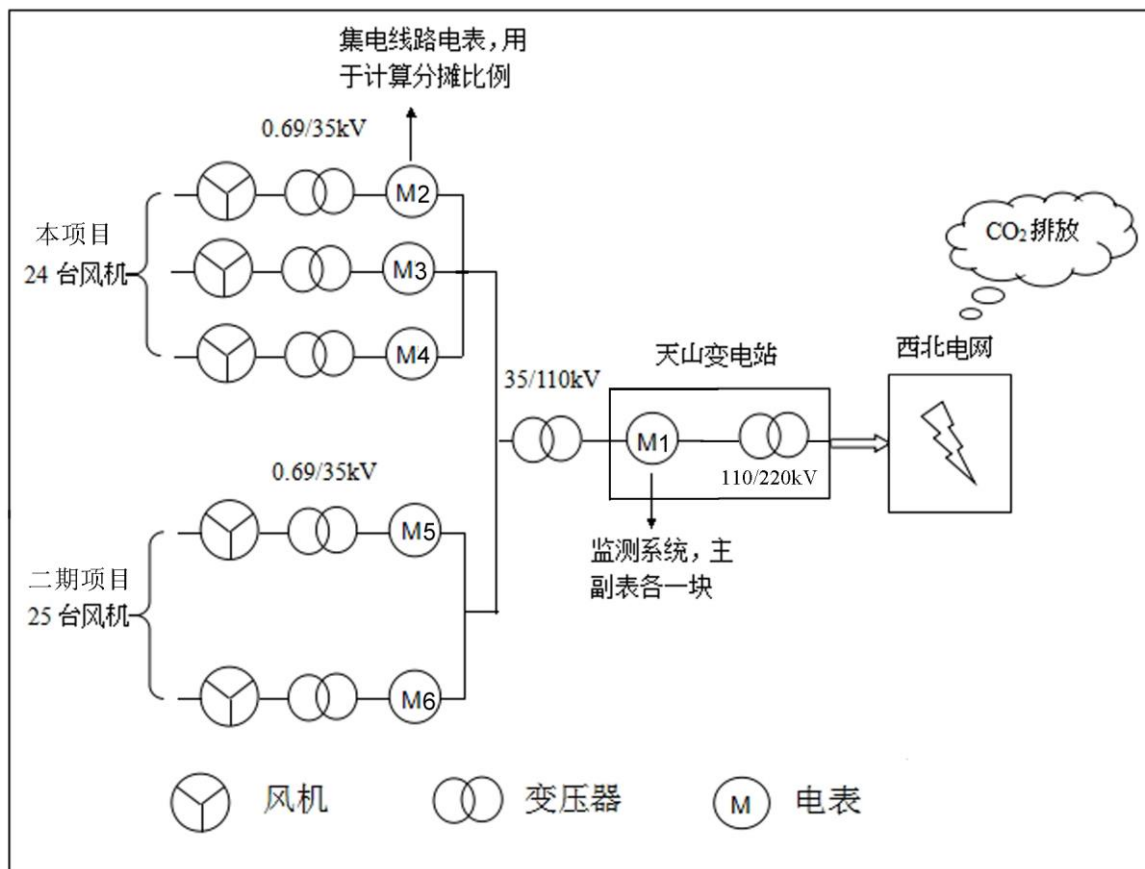 集电线路电表，用
于计算分摊比例
0.69/35kV
M2
本项目
24 台风机
M3
M4
CO₂ 排放
天山变电站
西北电网
35/110kV
M1
110/220kV
0.69/35kV
M5
监测系统，主
副表各一块
二期项目
25 台风机
M6
风机
变压器
M
电表